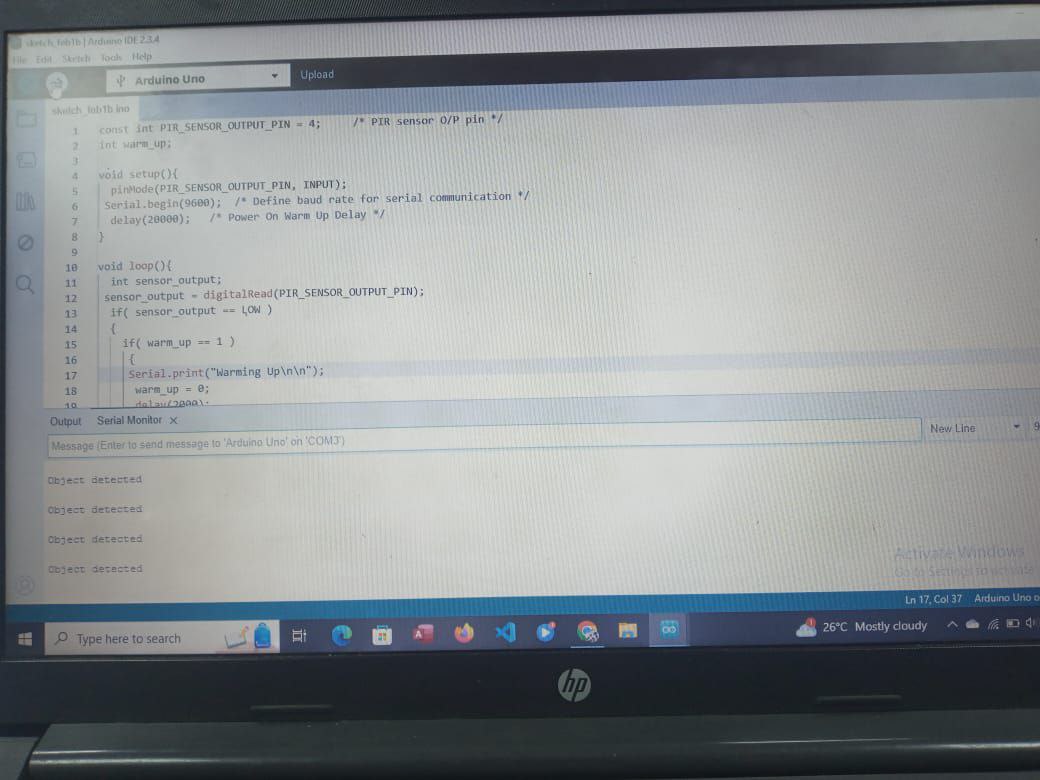 sketch_feb1b | Arduino IDE 2.3.4
File Edit Sketch Tools Help
Arduino Uno
Upload
sketch_feb1b.ino
1 const int PIR_SENSOR_OUTPUT_PIN = 4; /* PIR sensor O/P pin */
2 int warm_up;
3
4 void setup(){
5 pinMode(PIR_SENSOR_OUTPUT_PIN, INPUT);
6 Serial.begin(9600); /* Define baud rate for serial communication */
7 delay(20000); /* Power On Warm Up Delay */
8 }
9
10 void loop(){
11 int sensor_output;
12 sensor_output = digitalRead(PIR_SENSOR_OUTPUT_PIN);
13 if( sensor_output == LOW )
14 {
15 if( warm_up == 1 )
16 {
17 Serial.print("Warming Up\n\n");
18 warm_up = 0;
19 delay(2000);
Output Serial Monitor ×
Message (Enter to send message to 'Arduino Uno' on 'COM3')
New Line
9
Object detected
Object detected
Object detected
Object detected
Activate Windows
Go to Settings to activate
Ln 17, Col 37 Arduino Uno o
Type here to search
26°C Mostly cloudy
hp